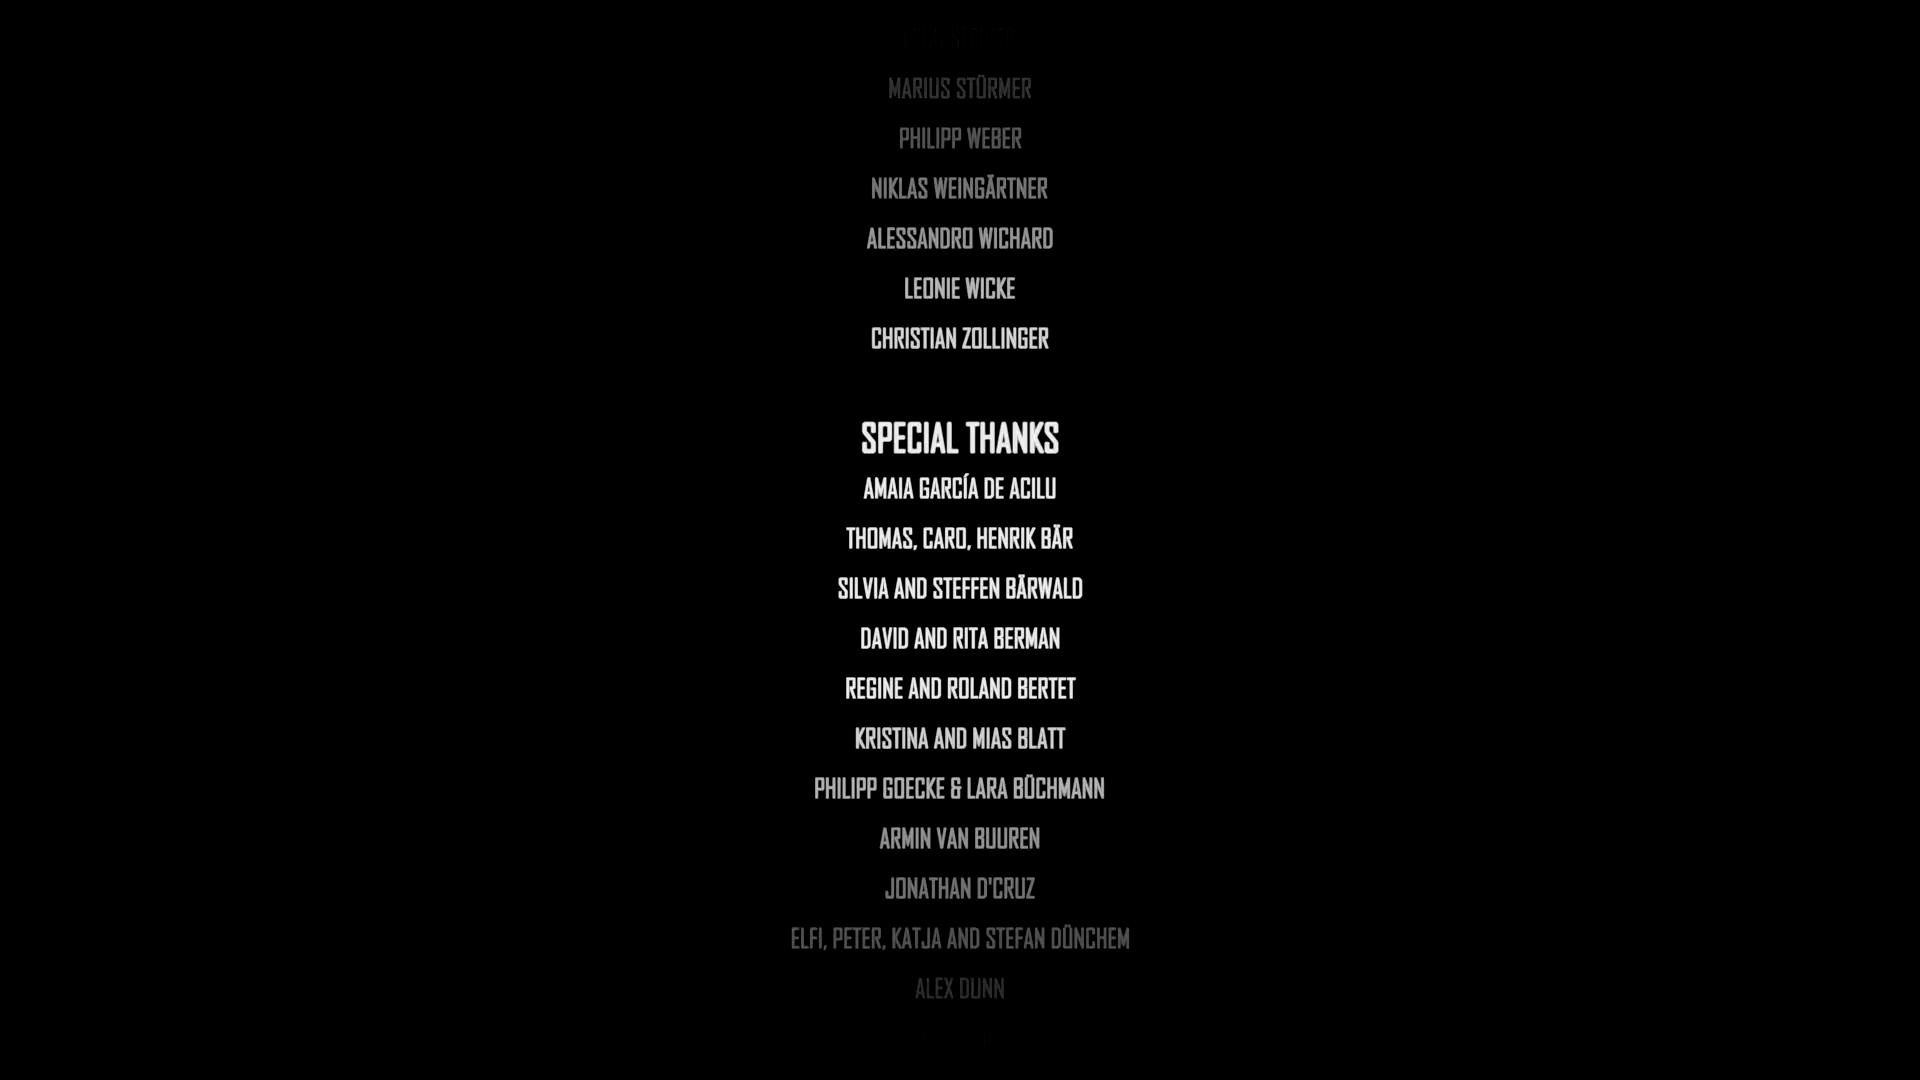 MARIUS STÜRMER
PHILIPP WEBER
NIKLAS WEINGÄRTNER
ALESSANDRO WICHARD
LEONIE WICKE
CHRISTIAN ZOLLINGER
SPECIAL THANKS
AMAIA GARCÍA DE ACILU
THOMAS, CARO, HENRIK BÄR
SILVIA AND STEFFEN BÄRWALD
DAVID AND RITA BERMAN
REGINE AND ROLAND BERTET
KRISTINA AND MIAS BLATT
PHILIPP GOECKE & LARA BÜCHMANN
ARMIN VAN BUUREN
JONATHAN D'CRUZ
ELFI, PETER, KATJA AND STEFAN DÜNCHEM
ALEX DUNN